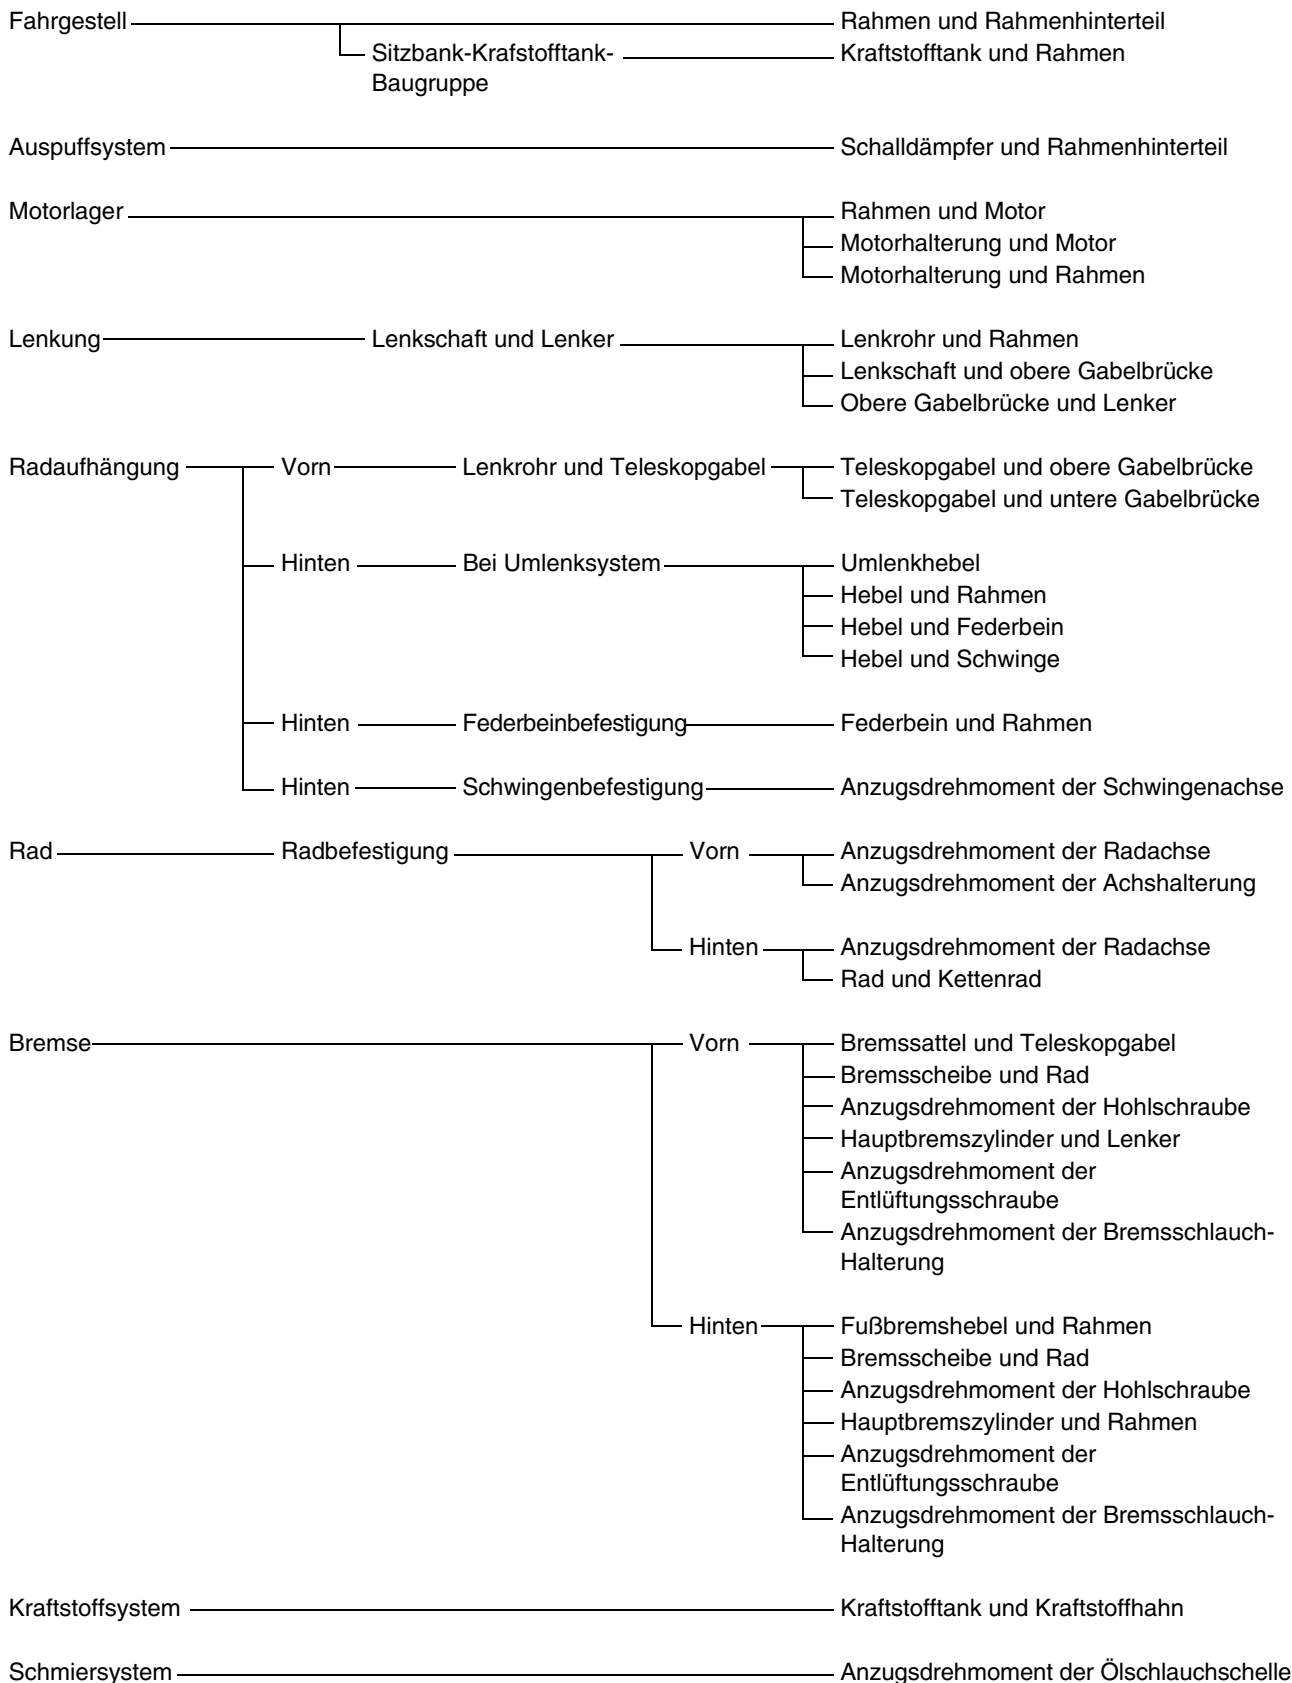 Fahrgestell Rahmen und Rahmenhinterteil
Sitzbank-Krafstofftank- Kraftstofftank und Rahmen
Baugruppe
Auspuffsystem Schalldämpfer und Rahmenhinterteil
Motorlager Rahmen und Motor
Motorhalterung und Motor
Motorhalterung und Rahmen
Lenkung Lenkschaft und Lenker Lenkrohr und Rahmen
Lenkschaft und obere Gabelbrücke
Obere Gabelbrücke und Lenker
Radaufhängung Vorn Lenkrohr und Teleskopgabel Teleskopgabel und obere Gabelbrücke
Teleskopgabel und untere Gabelbrücke
Hinten Bei Umlenksystem Umlenkhebel
Hebel und Rahmen
Hebel und Federbein
Hebel und Schwinge
Hinten Federbeinbefestigung Federbein und Rahmen
Hinten Schwingenbefestigung Anzugsdrehmoment der Schwingenachse
Rad Radbefestigung Vorn Anzugsdrehmoment der Radachse
Anzugsdrehmoment der Achshalterung
Hinten Anzugsdrehmoment der Radachse
Rad und Kettenrad
Bremse Vorn Bremssattel und Teleskopgabel
Bremsscheibe und Rad
Anzugsdrehmoment der Hohlschraube
Hauptbremszylinder und Lenker
Anzugsdrehmoment der
Entlüftungsschraube
Anzugsdrehmoment der Bremsschlauch-
Halterung
Hinten Fußbremshebel und Rahmen
Bremsscheibe und Rad
Anzugsdrehmoment der Hohlschraube
Hauptbremszylinder und Rahmen
Anzugsdrehmoment der
Entlüftungsschraube
Anzugsdrehmoment der Bremsschlauch-
Halterung
Kraftstoffsystem Kraftstofftank und Kraftstoffhahn
Schmiersystem Anzugsdrehmoment der Ölschlauchschelle